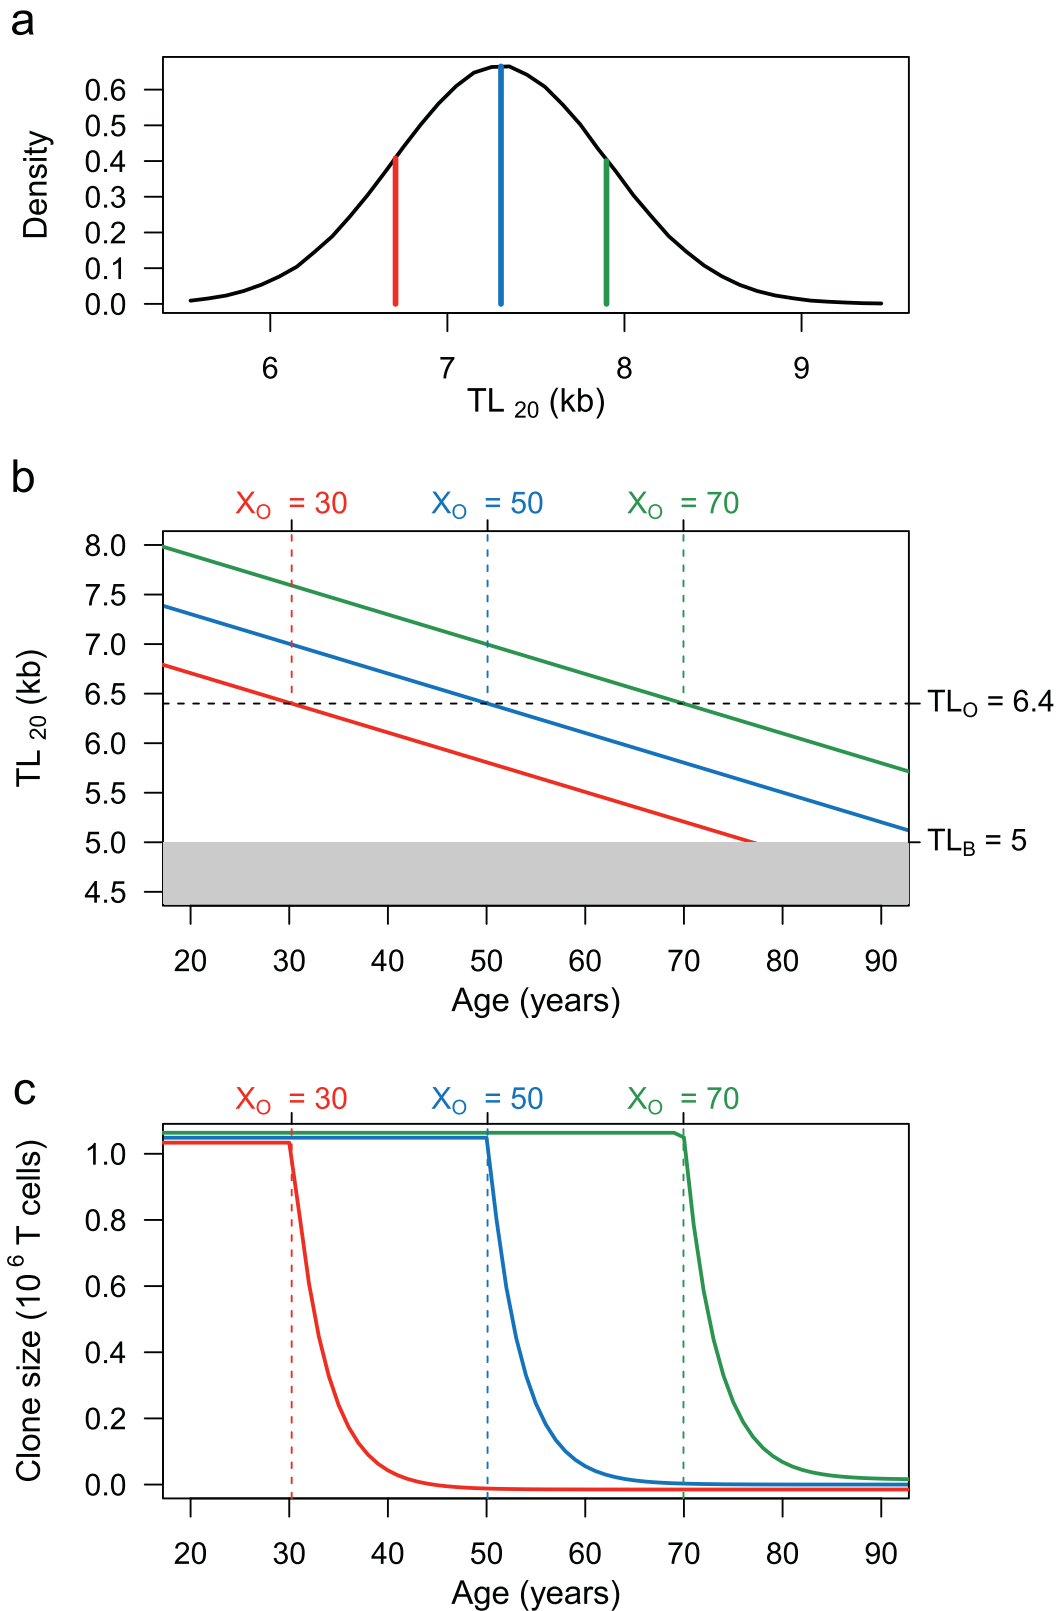 a
Density
0.6
0.5
0.4
0.3
0.2
0.1
0.0
6 7 8 9
TL 20 (kb)
b
XO = 30 XO = 50 XO = 70
TL 20 (kb)
8.0
7.5
7.0
6.5
6.0
5.5
5.0
4.5
TLO = 6.4
TLB = 5
20 30 40 50 60 70 80 90
Age (years)
c
XO = 30 XO = 50 XO = 70
Clone size (10 6 T cells)
1.0
0.8
0.6
0.4
0.2
0.0
20 30 40 50 60 70 80 90
Age (years)